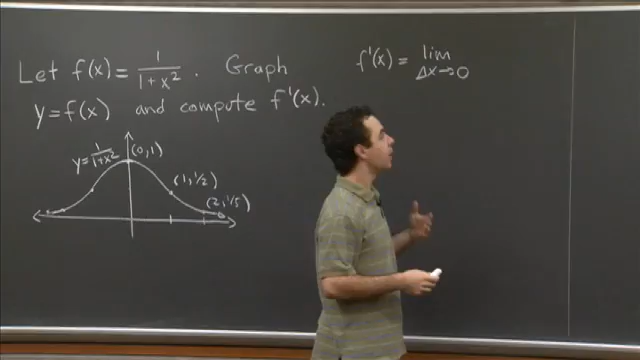 Let f(x) = 1/(1+x²). Graph
y = f(x) and compute f'(x).
f'(x) = lim
Δx→0
y = 1/(1+x²)
(0,1)
(1,1/2)
(2,1/5)